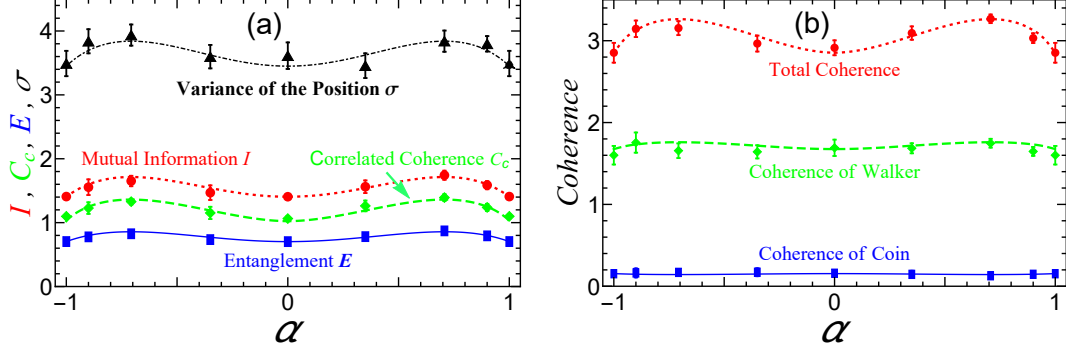 (a)
I , C_c , E , σ
4
3
2
1
0
Variance of the Position σ
Mutual Information I
Correlated Coherence C_c
Entanglement E
−1
0
1
α
(b)
Coherence
3
2
1
0
Total Coherence
Coherence of Walker
Coherence of Coin
−1
0
1
α